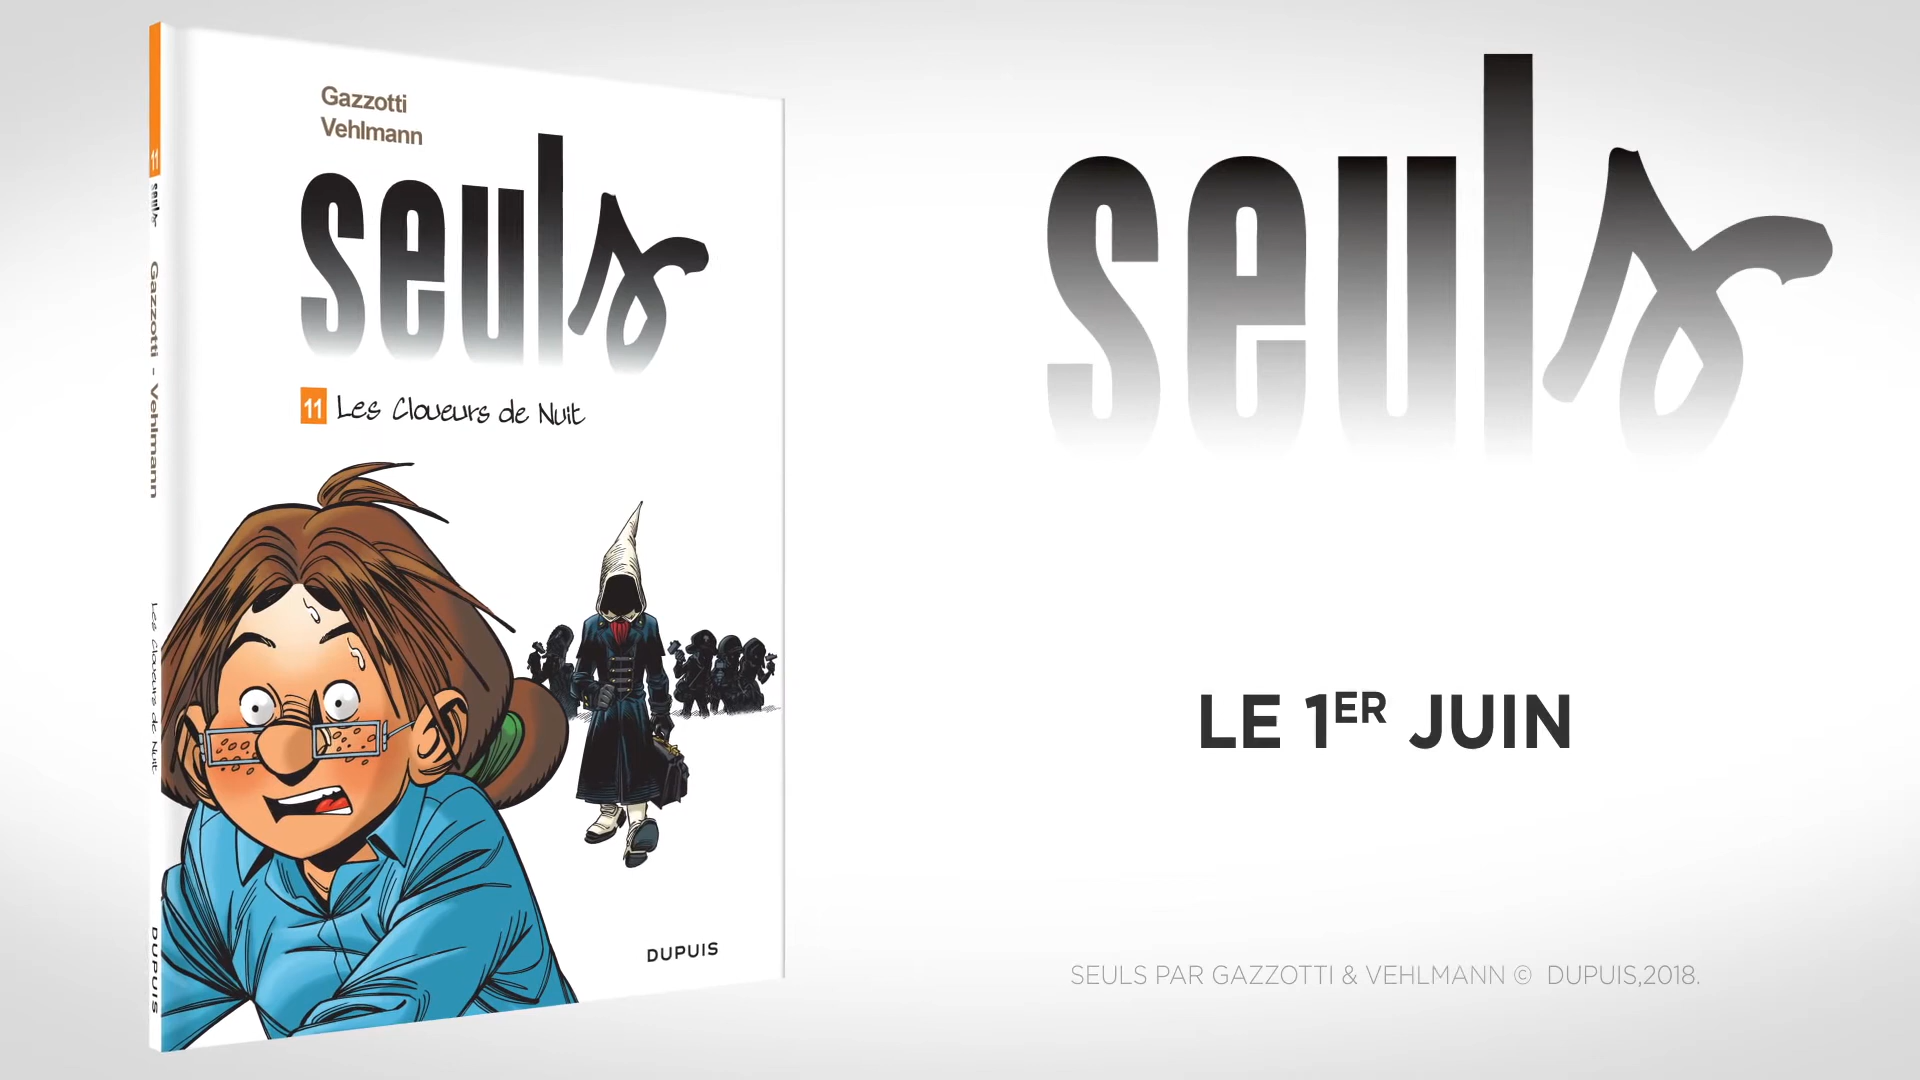 Gazzotti
Vehlmann
seuls
11 Les Cloueurs de Nuit
DUPUIS
11
seuls
Gazzotti - Vehlmann
Les Cloueurs de Nuit
DUPUIS
seuls
LE 1ER JUIN
SEULS PAR GAZZOTTI & VEHLMANN © DUPUIS,2018.